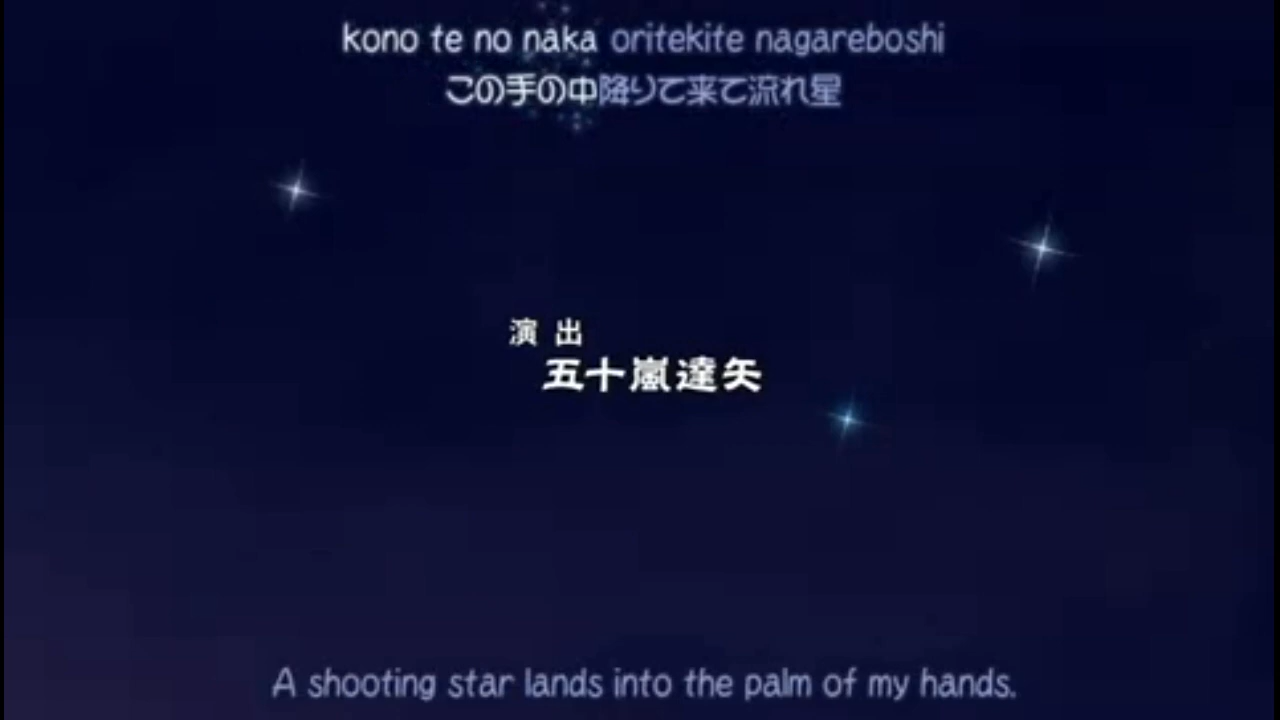 kono te no naka oritekite nagareboshi
この手の中降りて来て流れ星
演出
五十嵐達矢
A shooting star lands into the palm of my hands.